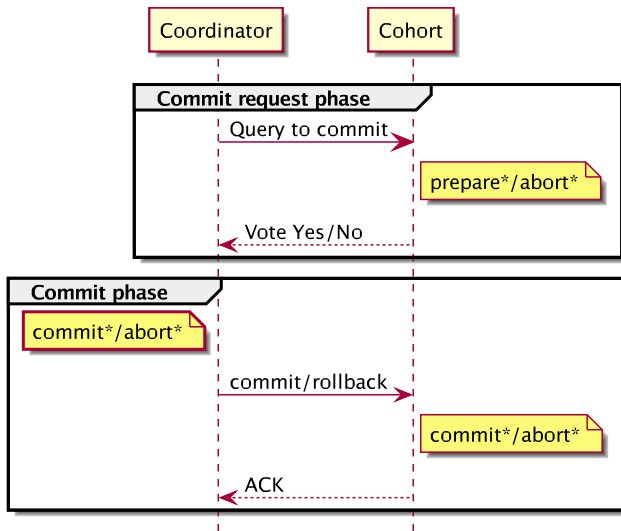 Coordinator
Cohort
Commit request phase
Query to commit
prepare*/abort*
Vote Yes/No
Commit phase
commit*/abort*
commit/rollback
commit*/abort*
ACK